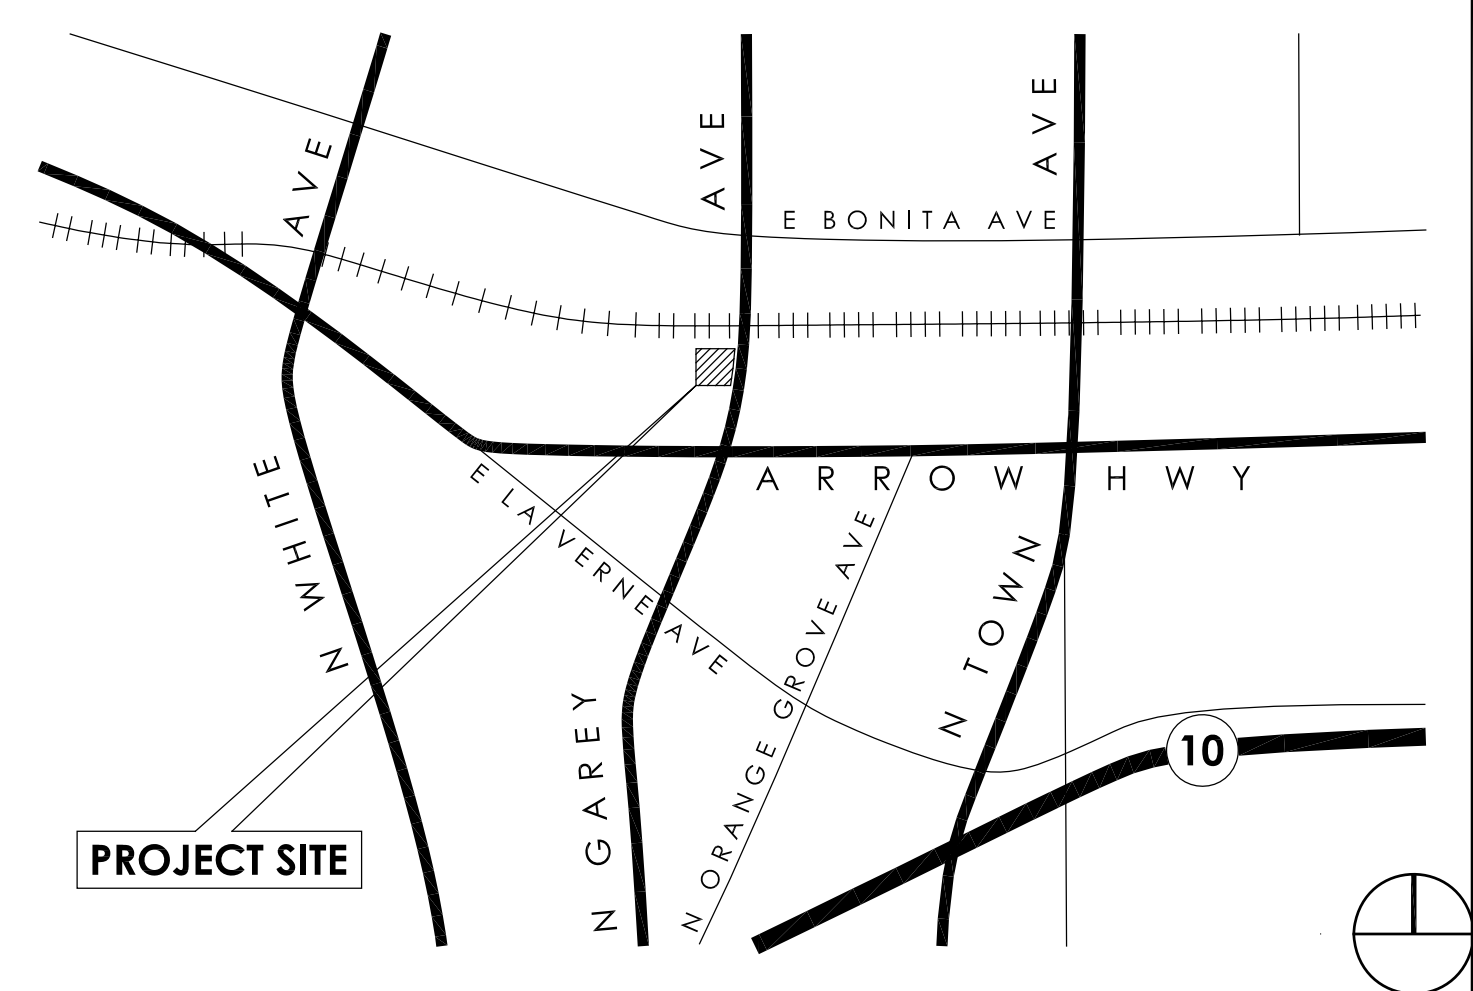 N WHITE AVE
N GAREY AVE
N TOWN AVE
E BONITA AVE
ARROW HWY
E LA VERNE AVE
N ORANGE GROVE AVE
10
PROJECT SITE